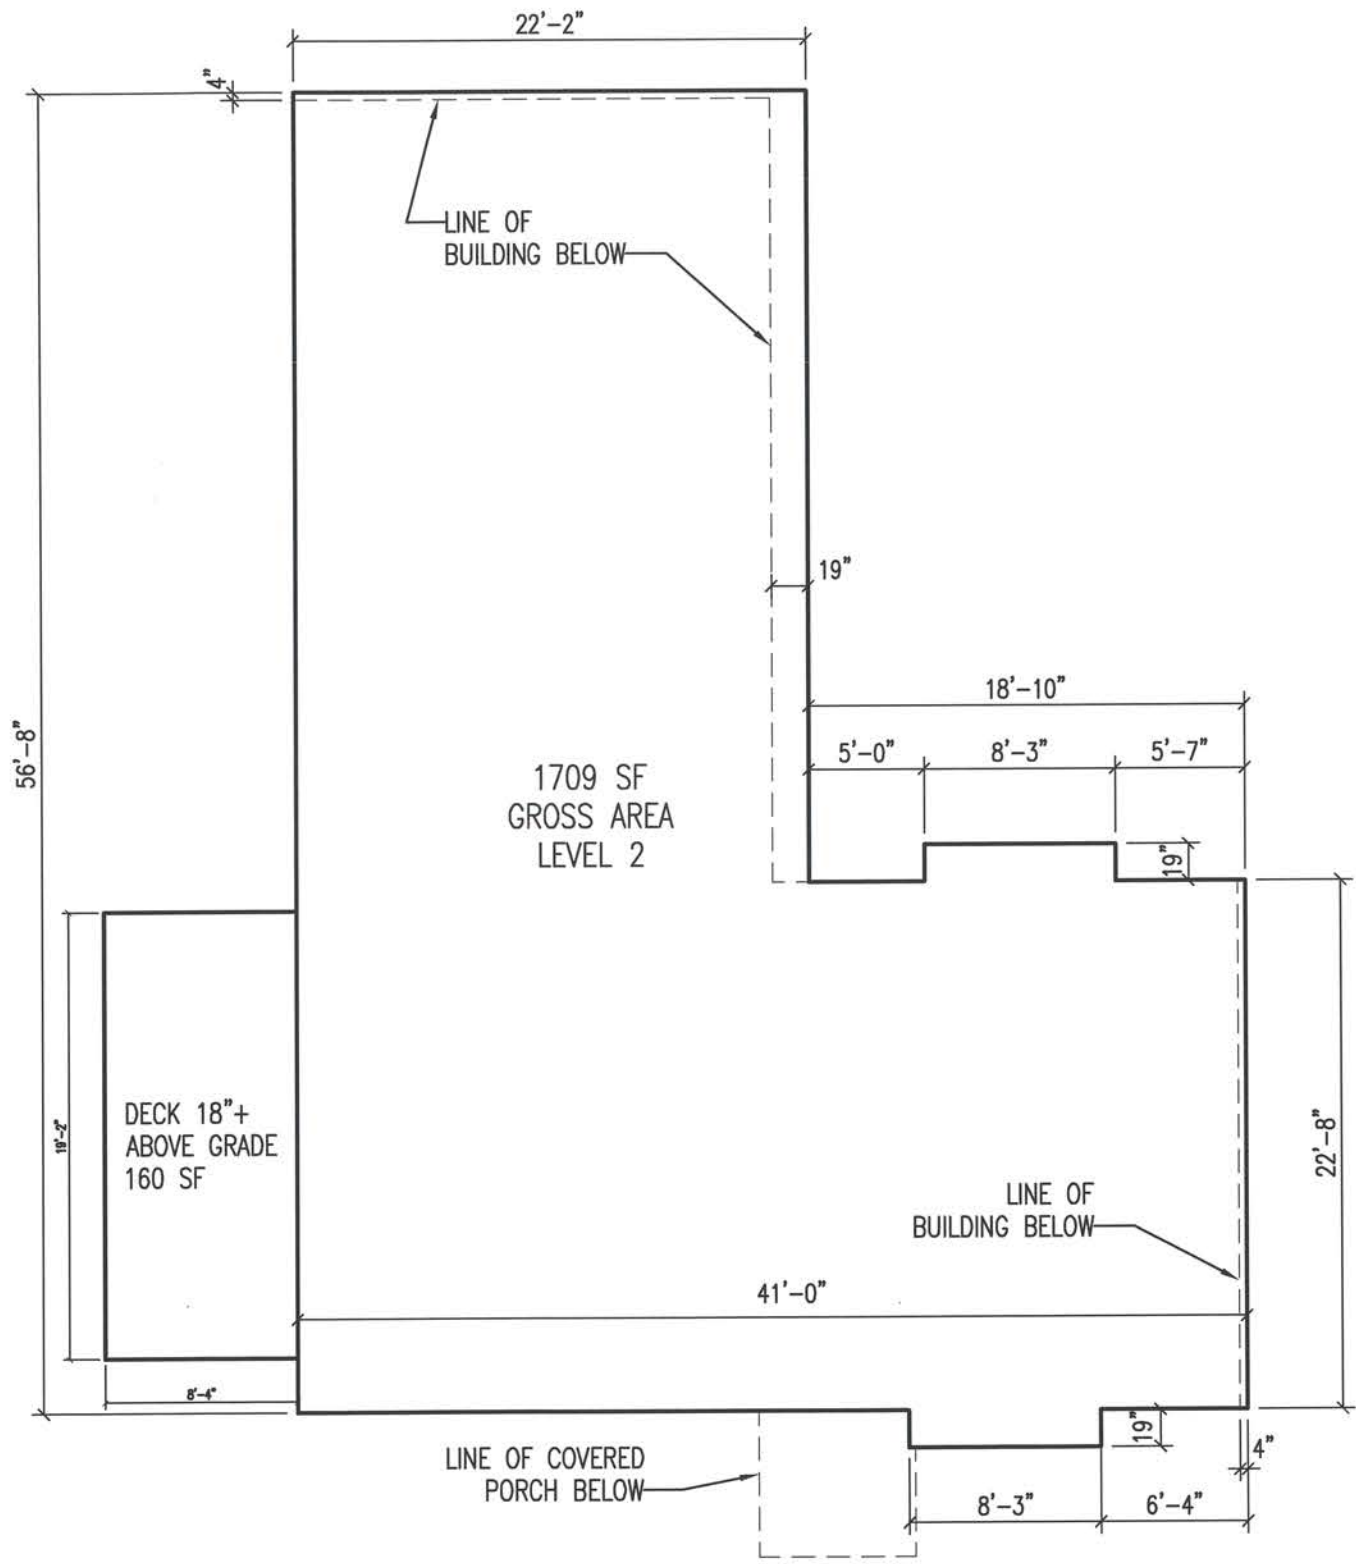 22'-2"
4"
LINE OF
BUILDING BELOW
19"
18'-10"
56'-8"
5'-0"
8'-3"
5'-7"
1709 SF
GROSS AREA
LEVEL 2
19"
19'-2"
DECK 18"+
ABOVE GRADE
160 SF
22'-8"
LINE OF
BUILDING BELOW
41'-0"
8'-4"
19"
4"
LINE OF COVERED
PORCH BELOW
8'-3"
6'-4"